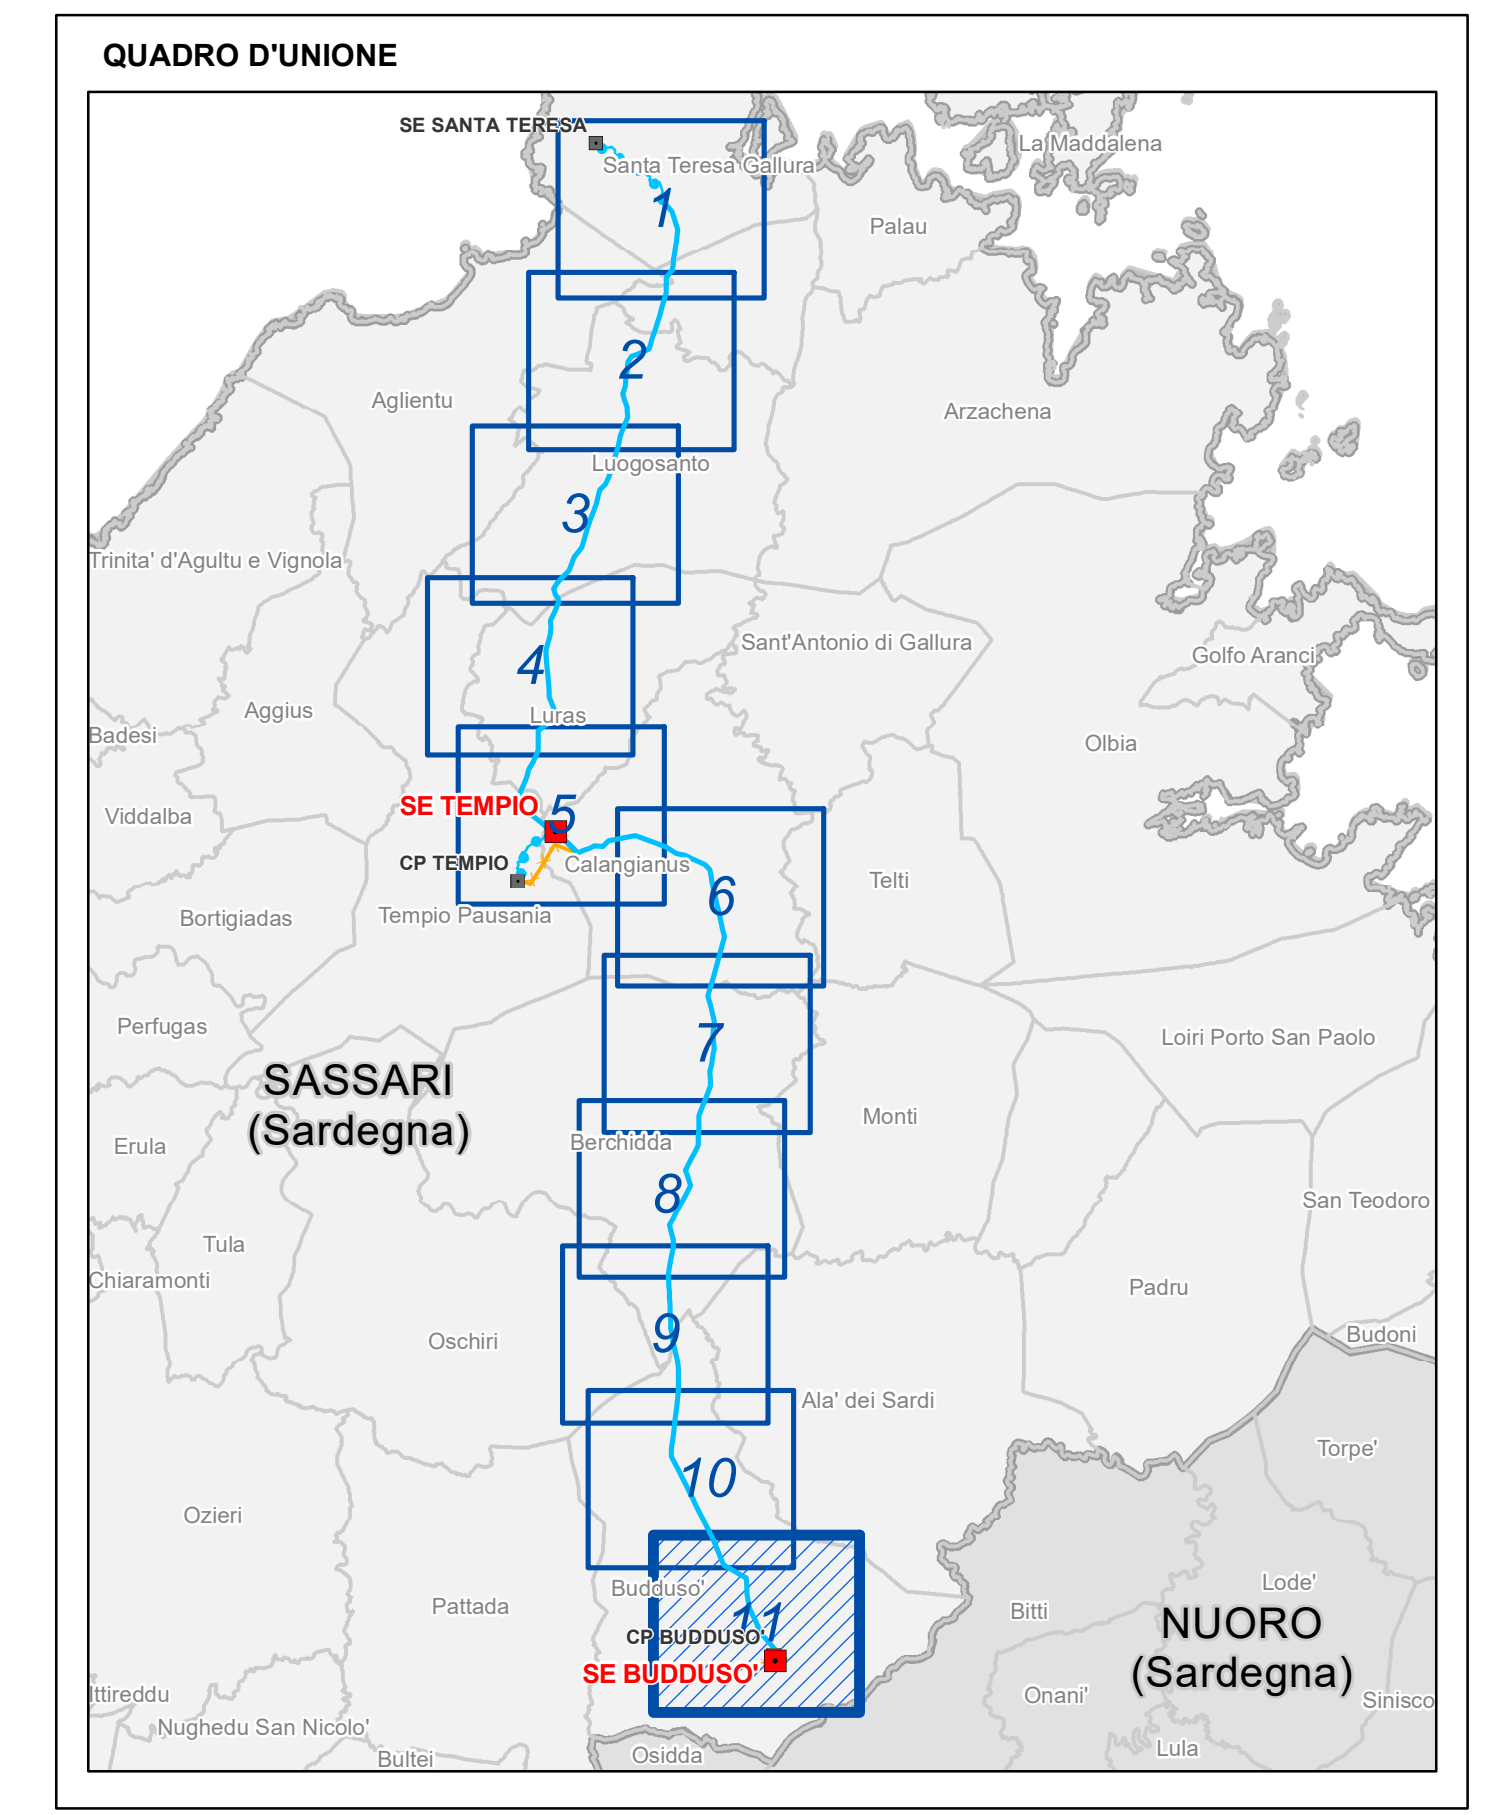 QUADRO D'UNIONE
SE SANTA TERESA
La Maddalena
Santa Teresa Gallura
1
Palau
2
Aglientu
Arzachena
Luogosanto
3
Trinita' d'Agultu e Vignola
Sant'Antonio di Gallura
Golfo Aranci
4
Aggius
Luras
Badesi
Olbia
SE TEMPIO
5
Viddalba
CP TEMPIO
Calangianus
Telti
6
Tempio Pausania
Bortigiadas
Perfugas
Loiri Porto San Paolo
7
SASSARI
(Sardegna)
Monti
Erula
Berchidda
8
San Teodoro
Tula
Chiaramonti
Padru
9
Oschiri
Budoni
Ala' dei Sardi
Torpe'
10
Ozieri
Lode'
Budduso'
Pattada
Bitti
11
NUORO
(Sardegna)
CP BUDDUSO'
SE BUDDUSO'
Ittireddu
Onani'
Sinisco
Nughedu San Nicolo'
Lula
Osidda
Bultei